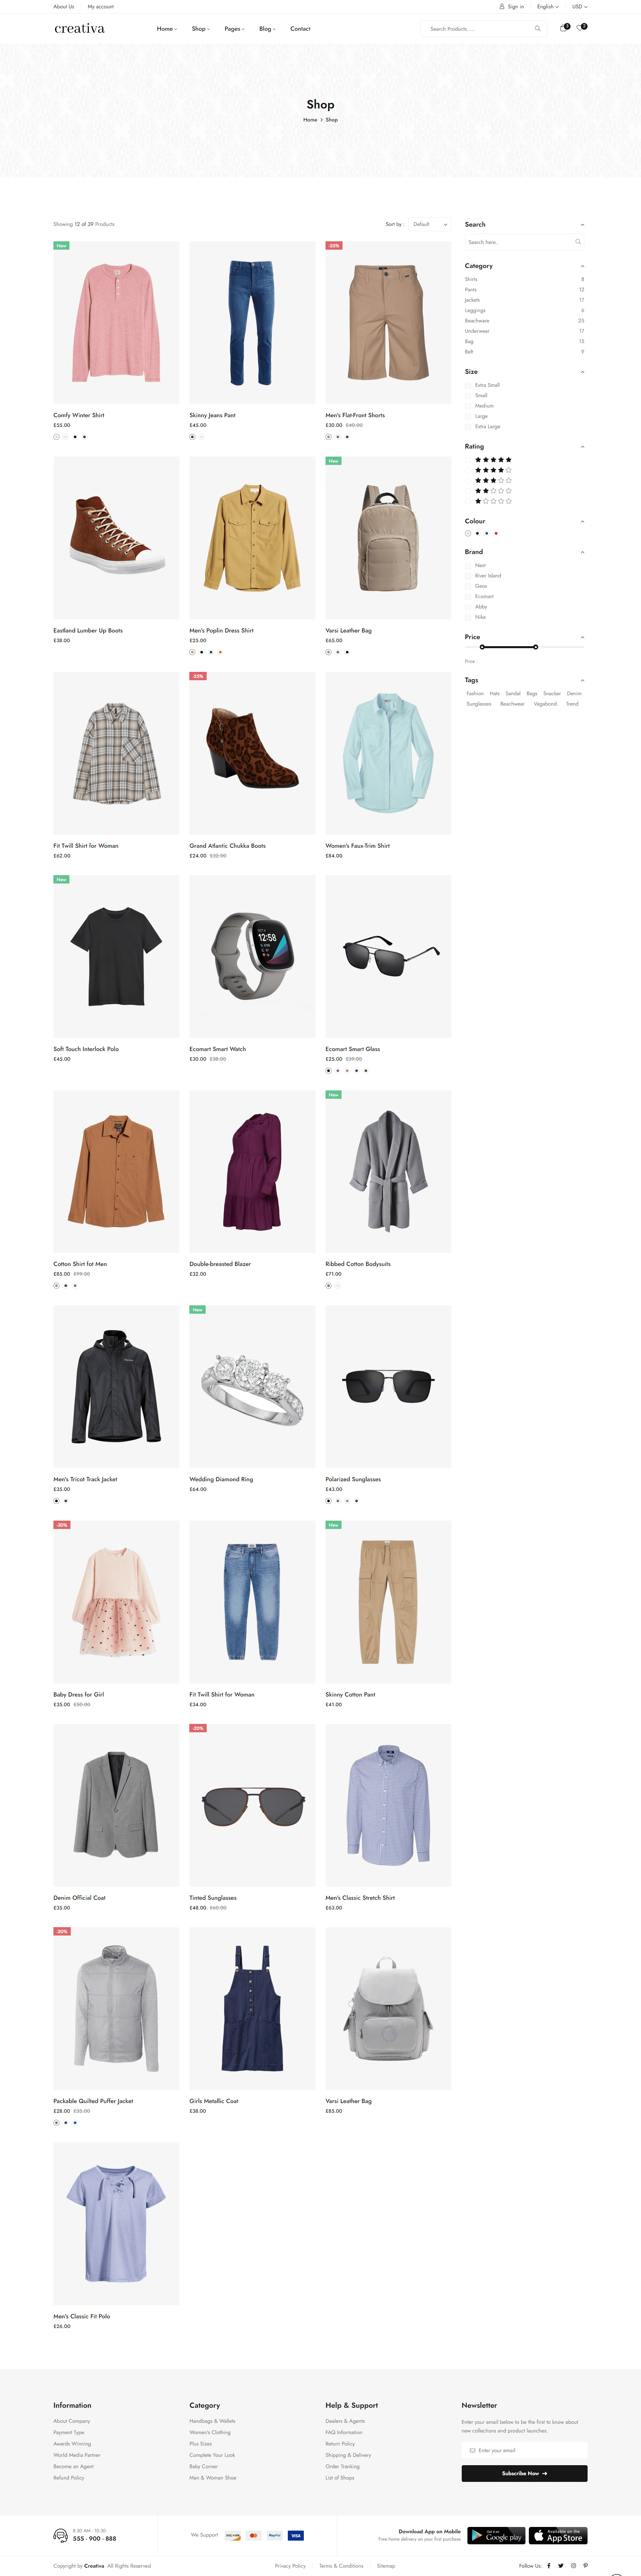 About Us My account Sign in English USD
creativa Home Shop Pages Blog Contact Search Products..... 3 2
Shop
Home > Shop
Showing 12 of 39 Products Sort by : Default
New
-25%
Comfy Winter Shirt
£55.00
Skinny Jeans Pant
£45.00
Men's Flat-Front Shorts
£30.00 £40.00
New
Eastland Lumber Up Boots
£38.00
Men's Poplin Dress Shirt
£25.00
Varsi Leather Bag
£65.00
-25%
Fit Twill Shirt for Woman
£62.00
Grand Atlantic Chukka Boots
£24.00 £32.00
Women's Faux-Trim Shirt
£84.00
New
12:58
Soft Touch Interlock Polo
£45.00
Ecomart Smart Watch
£30.00 £38.00
Ecomart Smart Glass
£25.00 £39.00
New
Cotton Shirt fot Men
£85.00 £99.00
Double-breasted Blazer
£32.00
Ribbed Cotton Bodysuits
£71.00
New
Men's Tricot Track Jacket
£35.00
Wedding Diamond Ring
£64.00
Polarized Sunglasses
£43.00
-30%
New
Baby Dress for Girl
£35.00 £50.00
Fit Twill Shirt for Woman
£34.00
Skinny Cotton Pant
£41.00
-20%
Denim Official Coat
£35.00
Tinted Sunglasses
£48.00 £60.00
Men's Classic Stretch Shirt
£63.00
-20%
Packable Quilted Puffer Jacket
£28.00 £35.00
Girls Metallic Coat
£38.00
Varsi Leather Bag
£85.00
Men's Classic Fit Polo
£26.00
Search
Search here..
Category
Shirts 8
Pants 12
Jackets 17
Leggings 6
Beachware 25
Underwear 17
Bag 15
Belt 9
Size
Extra Small
Small
Medium
Large
Extra Large
Rating
Colour
Brand
Next
River Island
Geox
Ecomart
Abby
Nike
Price
Price :
Tags
Fashion Hats Sandal Bags Snacker Denim
Sunglasses Beachwear Vagabond Trend
Information
About Company
Payment Type
Awards Winning
World Media Partner
Become an Agent
Refund Policy
Category
Handbags & Wallets
Women's Clothing
Plus Sizes
Complete Your Look
Baby Corner
Man & Woman Shoe
Help & Support
Dealers & Agents
FAQ Information
Return Policy
Shipping & Delivery
Order Tranking
List of Shops
Newsletter
Enter your email below to be the first to know about
new collections and product launches.
Enter your email
Subscribe Now
8:30 AM - 10:30
555 - 900 - 888
We Support DISCOVER MasterCard PayPal VISA
Download App on Mobile
Free home delivery on your first purchase
Google play
Available on the
App Store
Copyright by Creativa All Rights Reserved Privacy Policy Terms & Conditions Sitemap Follow Us: